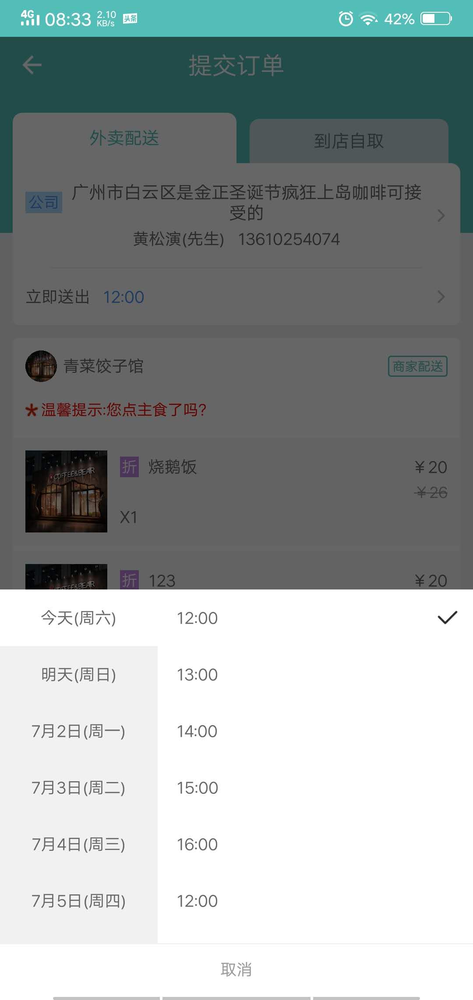 4G 08:33 2.10 KB/s 头条 42%
提交订单
外卖配送 到店自取
公司 广州市白云区是金正圣诞节疯狂上岛咖啡可接
受的
黄松演(先生) 13610254074
立即送出 12:00
青菜饺子馆 商家配送
*温馨提示:您点主食了吗?
COFFEE&BEAR
折 烧鹅饭 ¥20
¥26
X1
COFFEE&BEAR
折 123 ¥20
今天(周六) 12:00
明天(周日) 13:00
7月2日(周一) 14:00
7月3日(周二) 15:00
7月4日(周三) 16:00
7月5日(周四) 12:00
取消